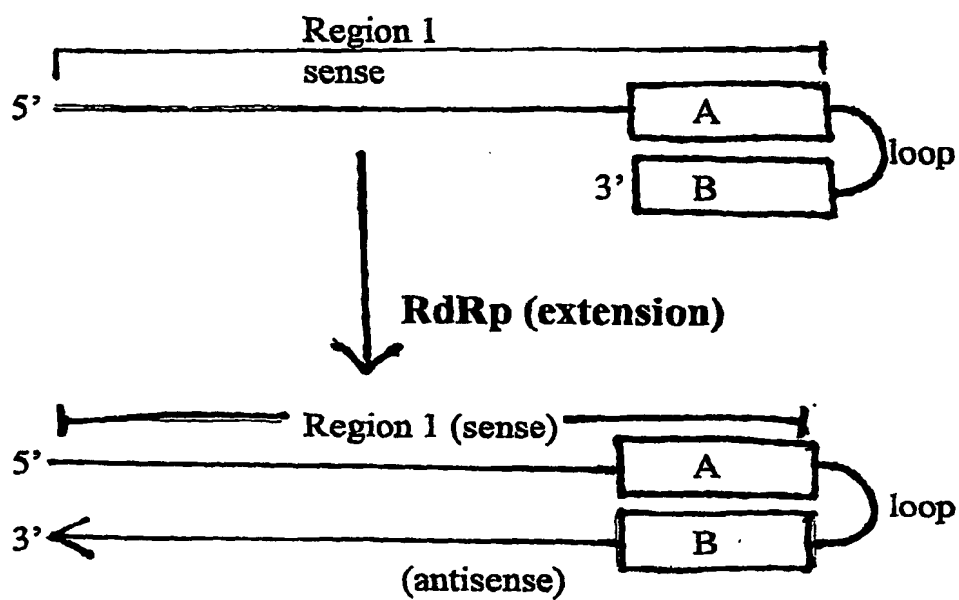 Region 1
sense
5’
A
loop
3’
B
RdRp (extension)
Region 1 (sense)
5’
A
loop
3’
B
(antisense)